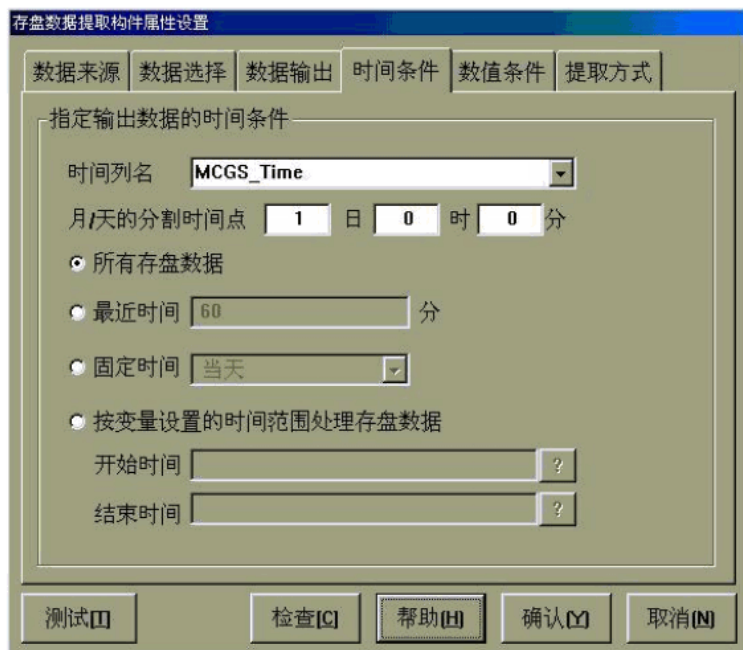 存盘数据提取构件属性设置
数据来源 数据选择 数据输出 时间条件 数值条件 提取方式
指定输出数据的时间条件
时间列名 MCGS_Time
月/天的分割时间点 1 日 0 时 0 分
所有存盘数据
最近时间 60 分
固定时间 当天
按变量设置的时间范围处理存盘数据
开始时间 ?
结束时间 ?
测试[T] 检查[C] 帮助[H] 确认[Y] 取消[N]